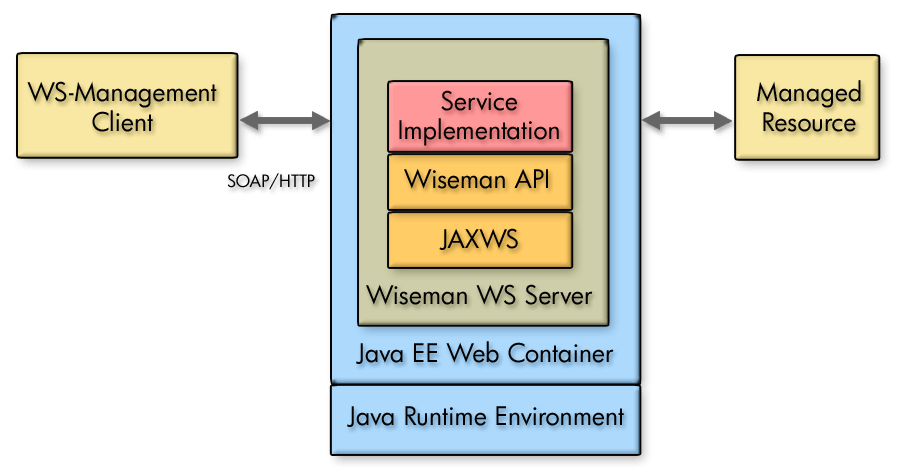 WS-Management
Client
SOAP/HTTP
Service
Implementation
Wiseman API
JAXWS
Wiseman WS Server
Java EE Web Container
Java Runtime Environment
Managed
Resource